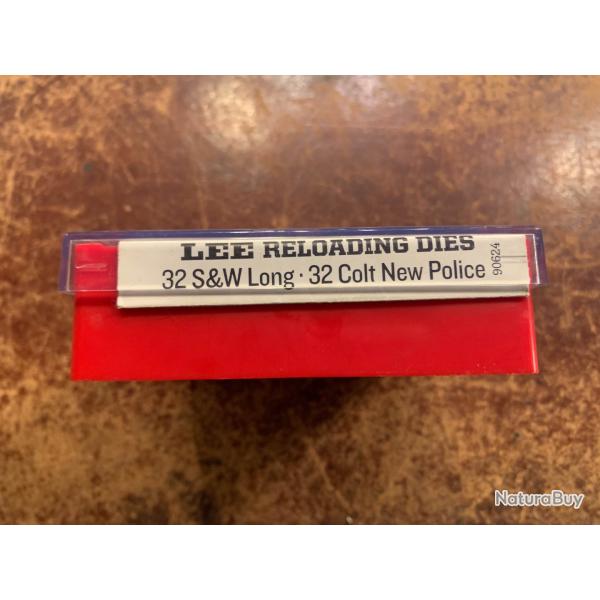 LEE RELOADING DIES
32 S&W Long · 32 Colt New Police
90624
NaturaBuy